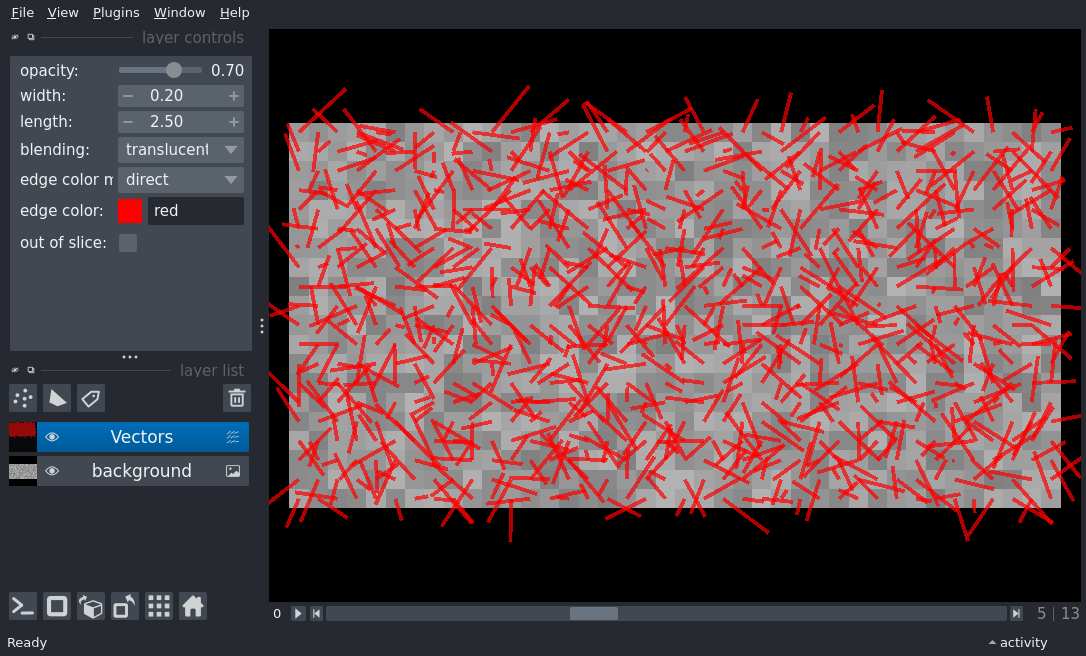 File View Plugins Window Help
layer controls
opacity: 0.70
width: − 0.20 +
length: − 2.50 +
blending: translucent
edge color m direct
edge color: red
out of slice:
layer list
Vectors
background
0 5 | 13
Ready activity